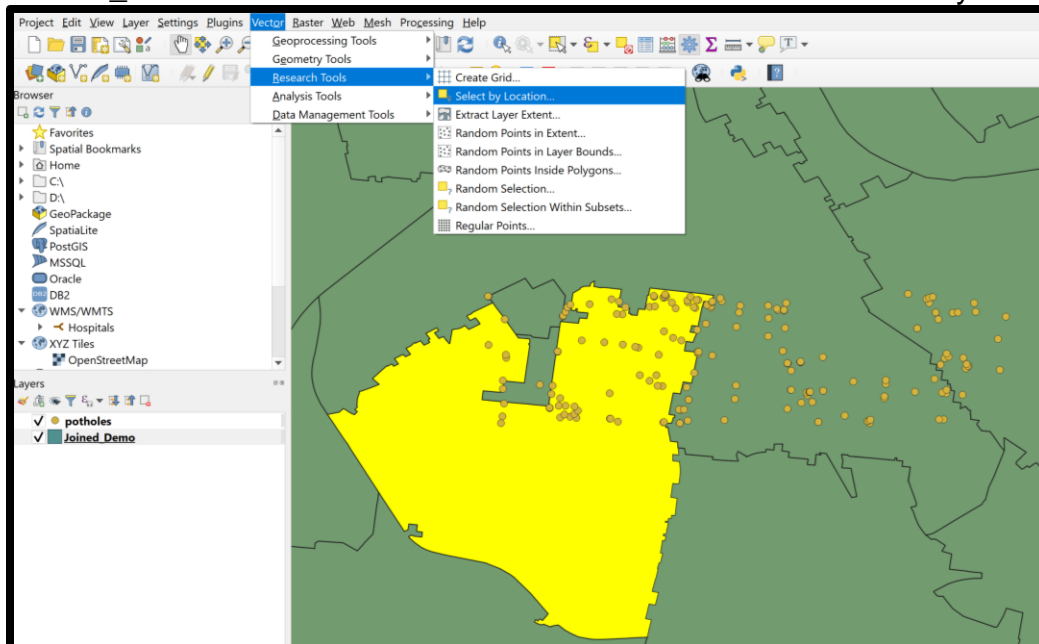 Project Edit View Layer Settings Plugins Vector Raster Web Mesh Processing Help
Geoprocessing Tools
Geometry Tools
Research Tools
Analysis Tools
Data Management Tools
Create Grid...
Select by Location...
Extract Layer Extent...
Random Points in Extent...
Random Points in Layer Bounds...
Random Points Inside Polygons...
Random Selection...
Random Selection Within Subsets...
Regular Points...
Browser
Favorites
Spatial Bookmarks
Home
C:\
D:\
GeoPackage
SpatiaLite
PostGIS
MSSQL
Oracle
DB2
WMS/WMTS
Hospitals
XYZ Tiles
OpenStreetMap
Layers
potholes
Joined_Demo